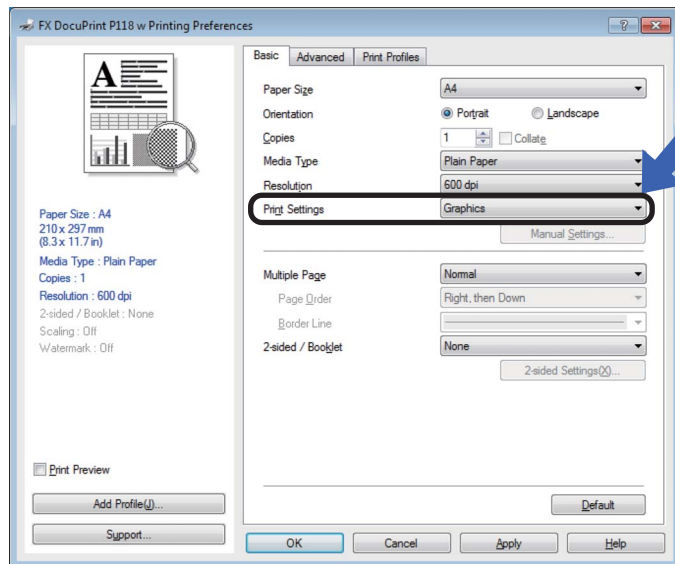 FX DocuPrint P118 w Printing Preferences
Basic Advanced Print Profiles
A
Paper Size : A4
210 x 297 mm
(8.3 x 11.7 in)
Media Type : Plain Paper
Copies : 1
Resolution : 600 dpi
2-sided / Booklet : None
Scaling : Off
Watermark : Off
Print Preview
Add Profile(J)...
Support...
Paper Size A4
Orientation Portrait Landscape
Copies 1 Collate
Media Type Plain Paper
Resolution 600 dpi
Print Settings Graphics
Manual Settings...
Multiple Page Normal
Page Order Right, then Down
Border Line
2-sided / Booklet None
2-sided Settings(X)...
Default
OK Cancel Apply Help